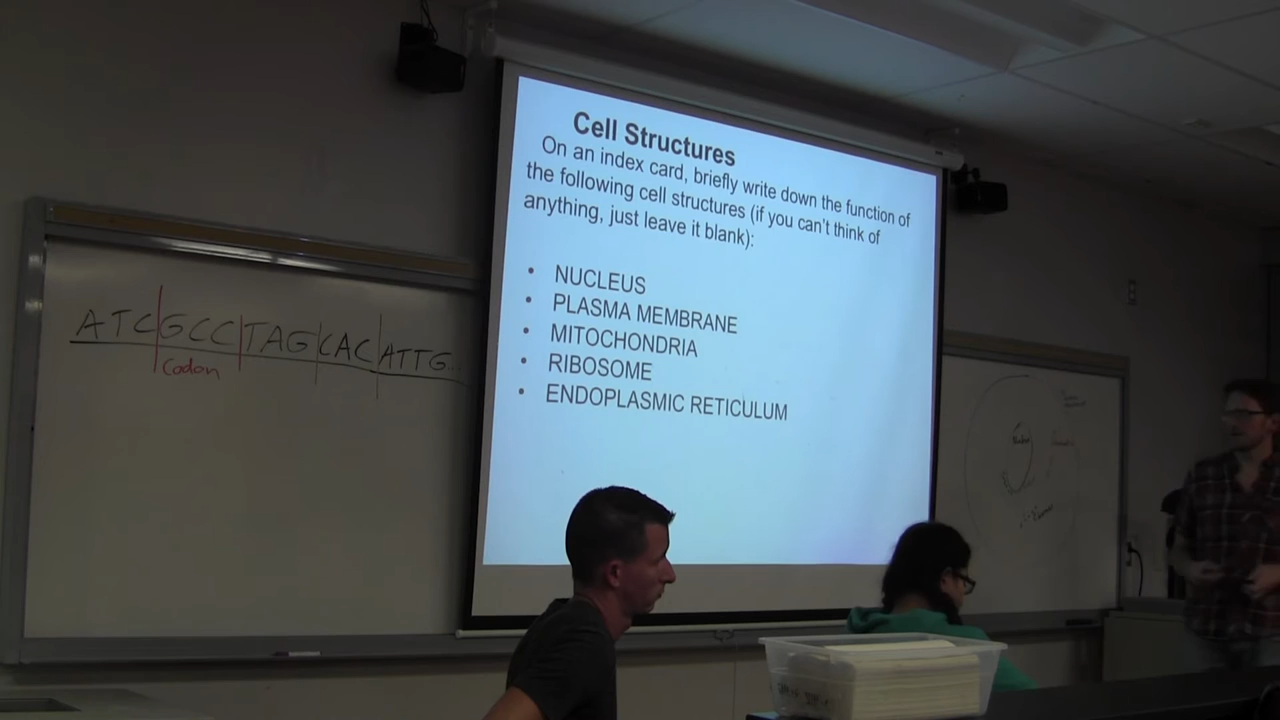 ATCGCCTAGCACATTG...
Codon
Cell Structures
On an index card, briefly write down the function of
the following cell structures (if you can't think of
anything, just leave it blank):
• NUCLEUS
• PLASMA MEMBRANE
• MITOCHONDRIA
• RIBOSOME
• ENDOPLASMIC RETICULUM